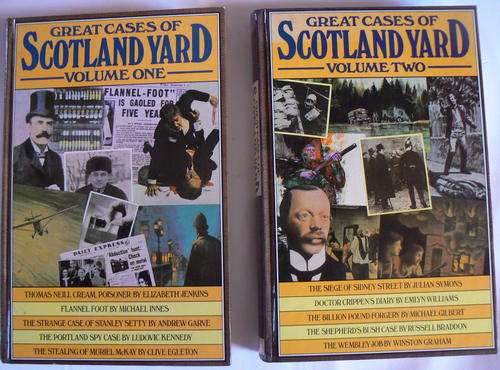 GREAT CASES OF
SCOTLAND YARD
VOLUME ONE
FLANNEL-FOOT"
IS GAOLED FOR
FIVE YEARS
DAILY EXPRESS
THOMAS NEILL CREAM, POISONER BY ELIZABETH JENKINS
FLANNEL FOOT BY MICHAEL INNES
THE STRANGE CASE OF STANLEY SETTY BY ANDREW GARVE
THE PORTLAND SPY CASE BY LUDOVIC KENNEDY
THE STEALING OF MURIEL McKAY BY CLIVE EGLETON
GREAT CASES OF
SCOTLAND YARD
VOLUME TWO
THE SIEGE OF SIDNEY STREET BY JULIAN SYMONS
DOCTOR CRIPPEN'S DIARY BY EMLYN WILLIAMS
THE BILLION POUND FORGERY BY MICHAEL GILBERT
THE SHEPHERD'S BUSH CASE BY RUSSELL BRADDON
THE WEMBLEY JOB BY WINSTON GRAHAM